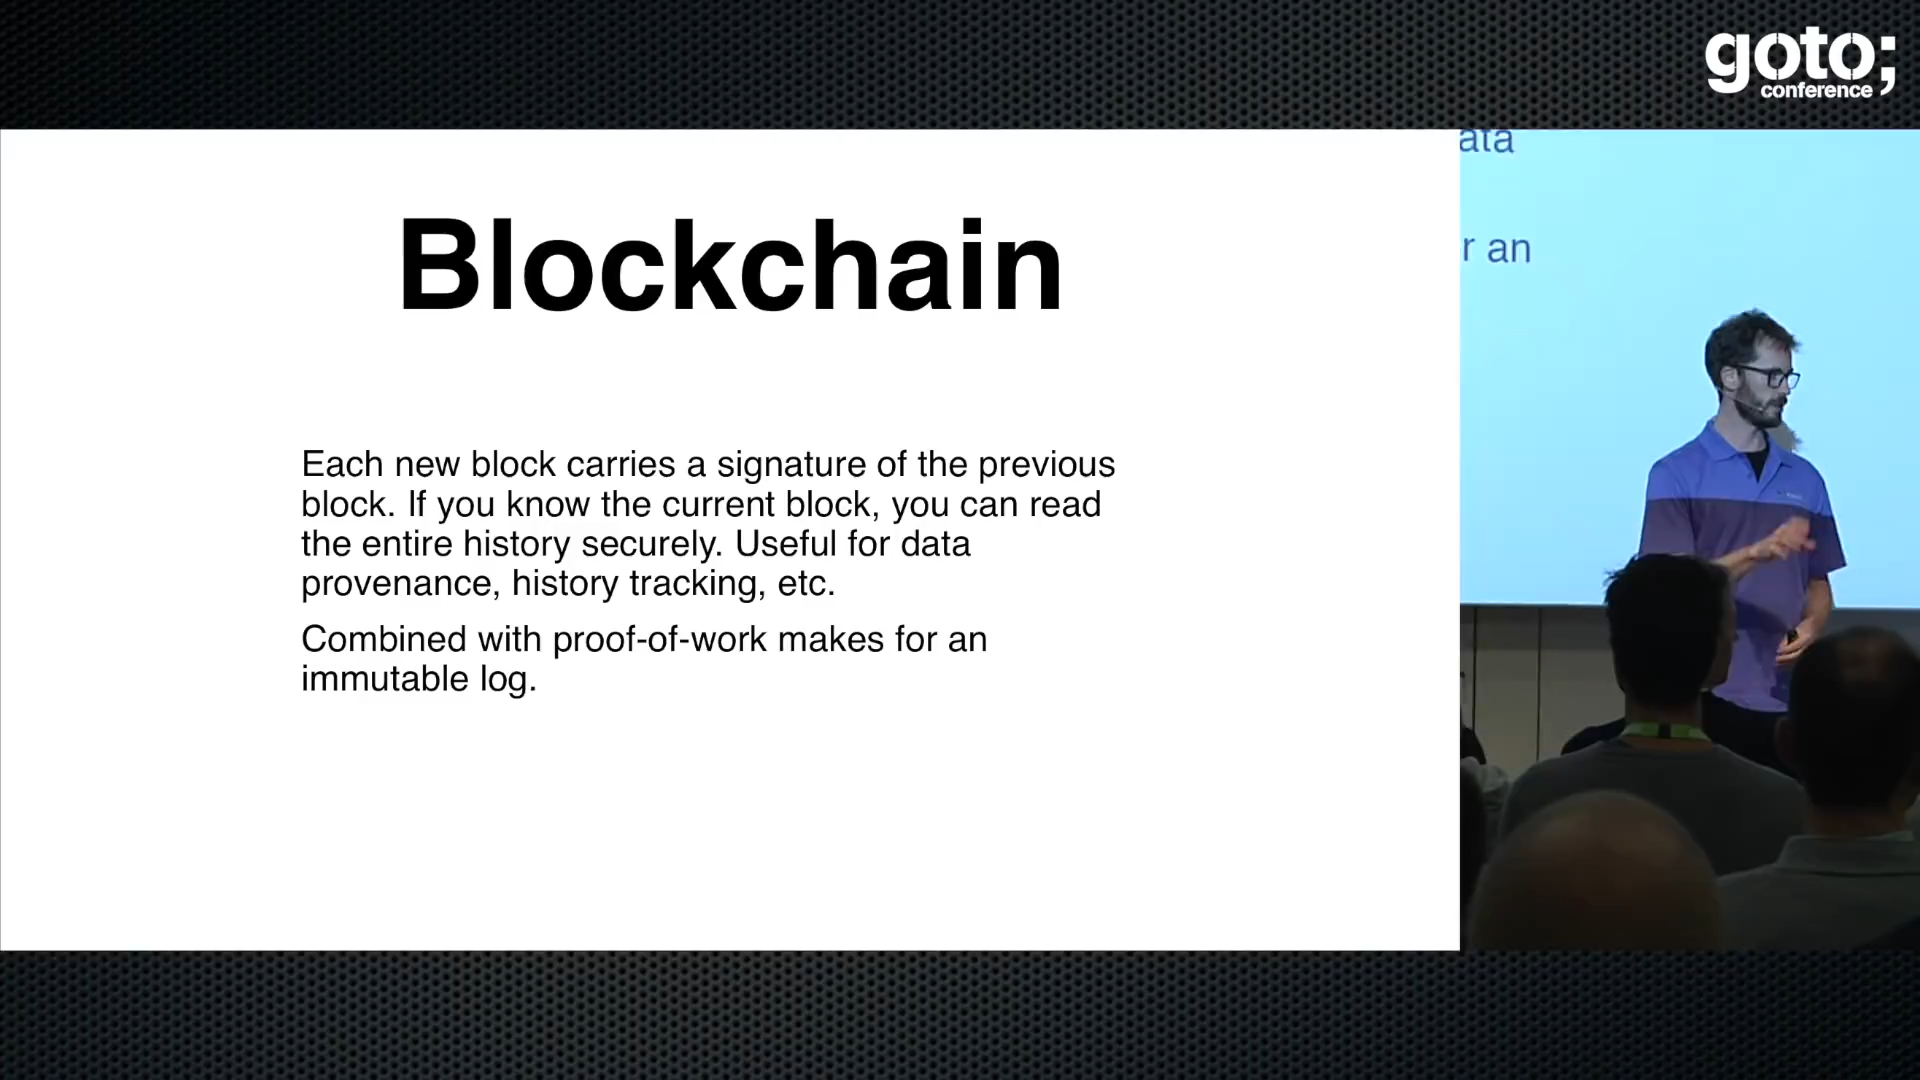 goto;
conference
Blockchain
Each new block carries a signature of the previous
block. If you know the current block, you can read
the entire history securely. Useful for data
provenance, history tracking, etc.
Combined with proof-of-work makes for an
immutable log.
ata
r an